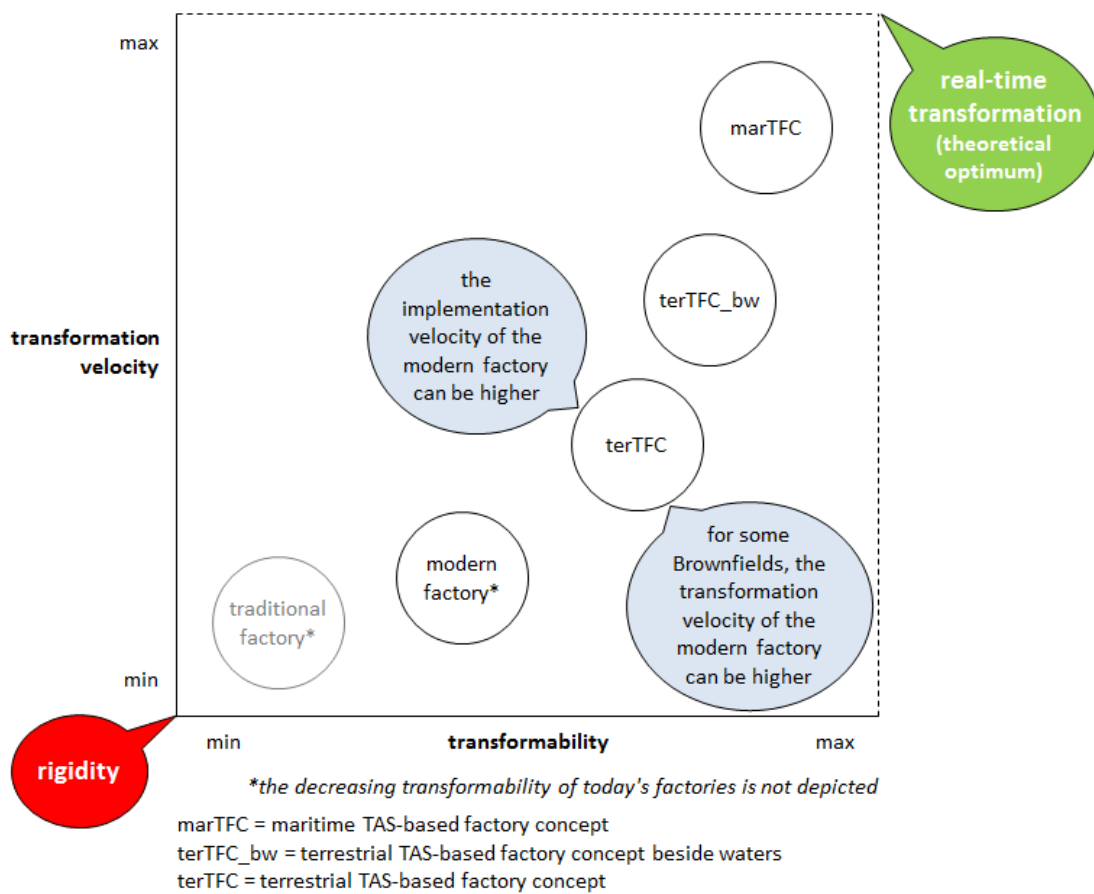 max
real-time
transformation
(theoretical
optimum)
marTFC
the
implementation
velocity of the
modern factory
can be higher
terTFC_bw
transformation
velocity
terTFC
for some
Brownfields, the
transformation
velocity of the
modern factory
can be higher
modern
factory*
traditional
factory*
min
rigidity
min
transformability
max
*the decreasing transformability of today's factories is not depicted
marTFC = maritime TAS-based factory concept
terTFC_bw = terrestrial TAS-based factory concept beside waters
terTFC = terrestrial TAS-based factory concept